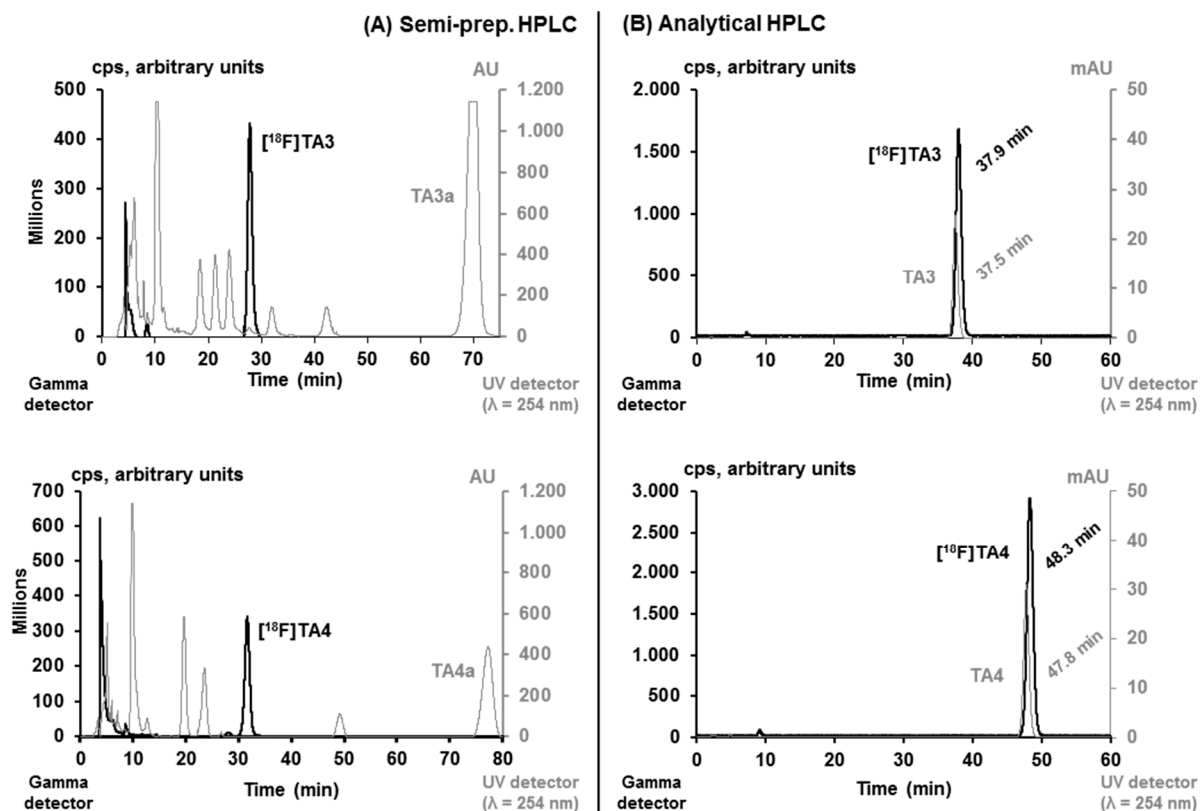 (A) Semi-prep. HPLC
cps, arbitrary units
AU
500
400
300
200
100
0
Millions
1.200
1.000
800
600
400
200
0
[18F]TA3
TA3a
0 10 20 30 40 50 60 70
Time (min)
Gamma
detector
UV detector
(λ = 254 nm)
cps, arbitrary units
AU
700
600
500
400
300
200
100
0
Millions
1.200
1.000
800
600
400
200
0
[18F]TA4
TA4a
0 10 20 30 40 50 60 70 80
Time (min)
Gamma
detector
UV detector
(λ = 254 nm)
(B) Analytical HPLC
cps, arbitrary units
mAU
2.000
1.500
1.000
500
0
50
40
30
20
10
0
[18F]TA3
37.9 min
TA3
37.5 min
0 10 20 30 40 50 60
Time (min)
Gamma
detector
UV detector
(λ = 254 nm)
cps, arbitrary units
mAU
3.000
2.500
2.000
1.500
1.000
500
0
50
40
30
20
10
0
[18F]TA4
48.3 min
TA4
47.8 min
0 10 20 30 40 50 60
Time (min)
Gamma
detector
UV detector
(λ = 254 nm)